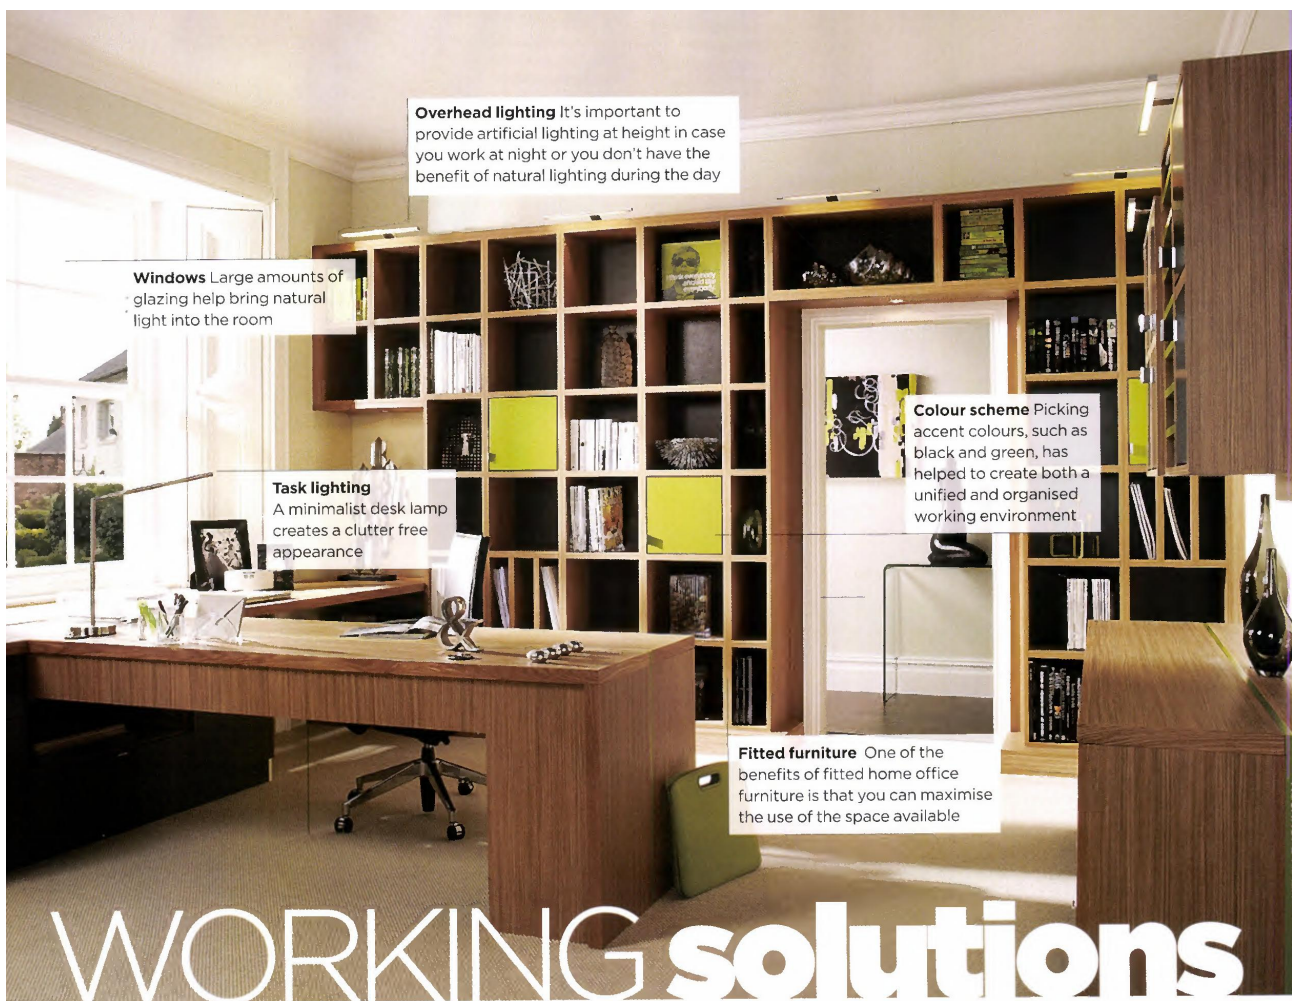 Overhead lighting It's important to
provide artificial lighting at height in case
you work at night or you don't have the
benefit of natural lighting during the day
Windows Large amounts of
glazing help bring natural
light into the room
Colour scheme Picking
accent colours, such as
black and green, has
helped to create both a
unified and organised
working environment
Task lighting
A minimalist desk lamp
creates a clutter free
appearance
&
Fitted furniture One of the
benefits of fitted home office
furniture is that you can maximise
the use of the space available
WORKING solutions